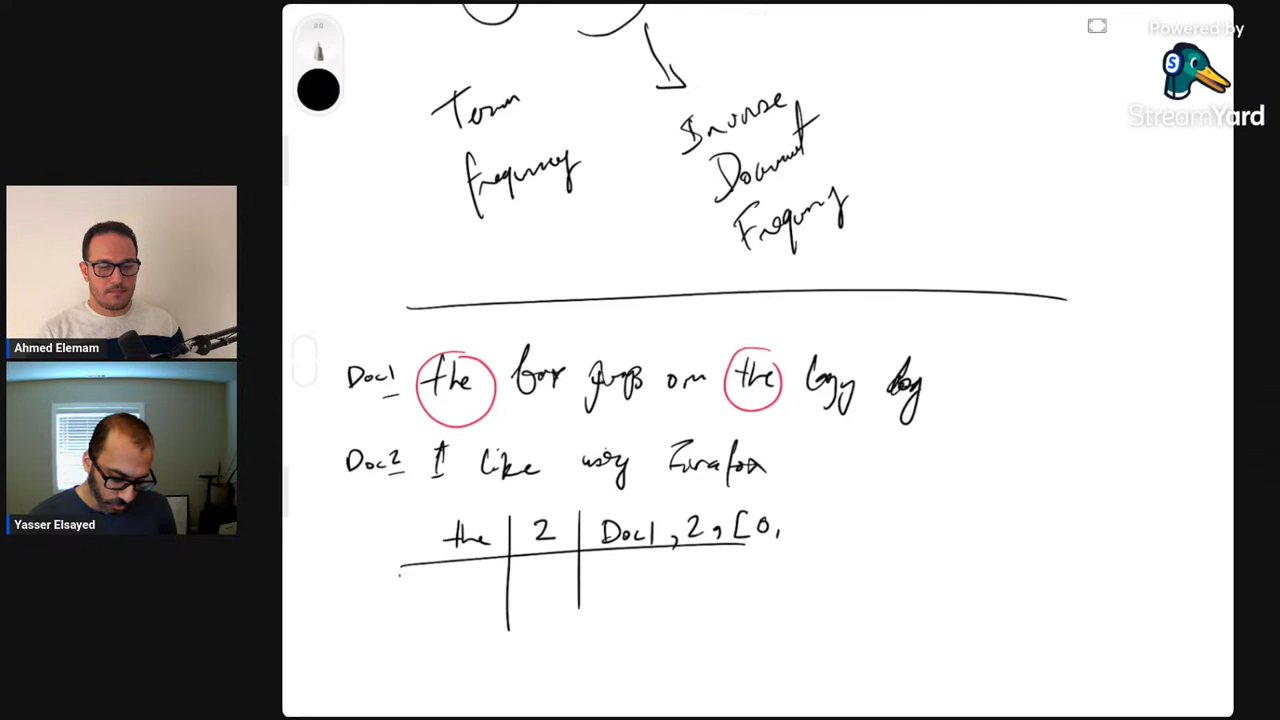 Powered by
StreamYard
Term
Frequency
Inverse
Document
Frequency
Doc1 the fox jumps on the lazy dog
Doc2 I like using Firefox
the | 2 | Doc1, 2, [0,
Ahmed Elemam
Yasser Elsayed